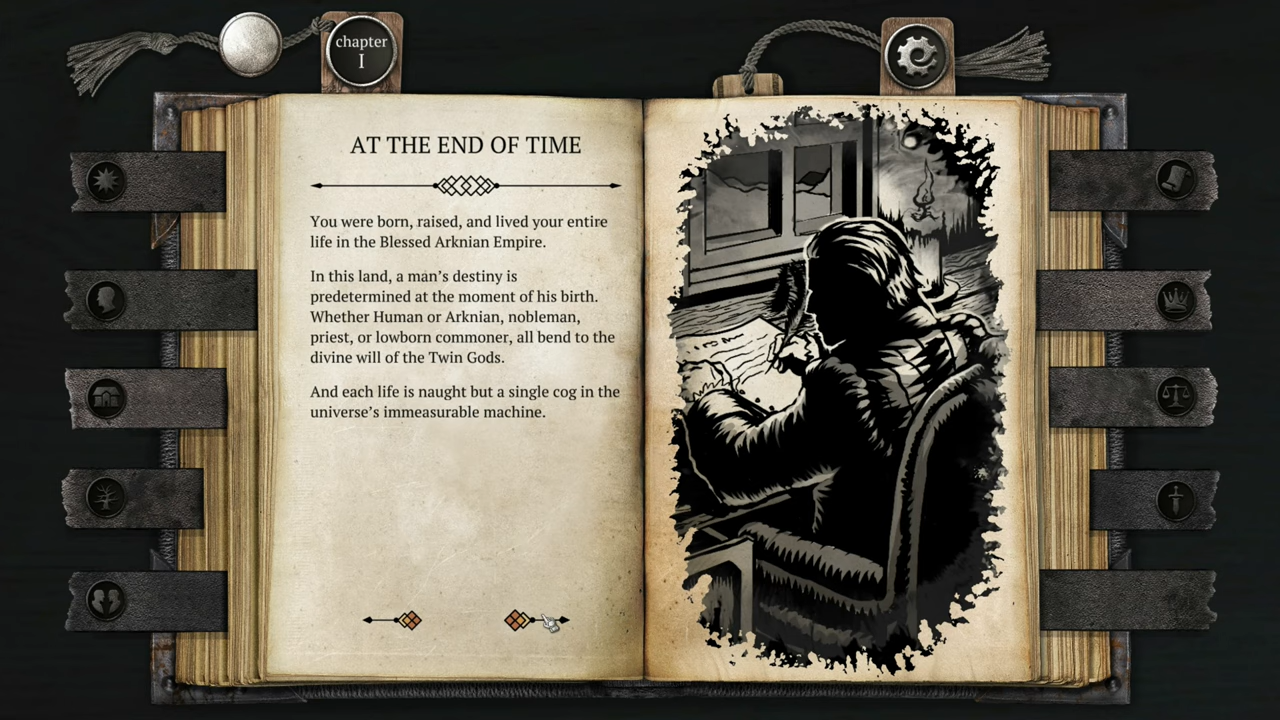 chapter
I
AT THE END OF TIME
You were born, raised, and lived your entire
life in the Blessed Arknian Empire.
In this land, a man’s destiny is
predetermined at the moment of his birth.
Whether Human or Arknian, nobleman,
priest, or lowborn commoner, all bend to the
divine will of the Twin Gods.
And each life is naught but a single cog in the
universe’s immeasurable machine.